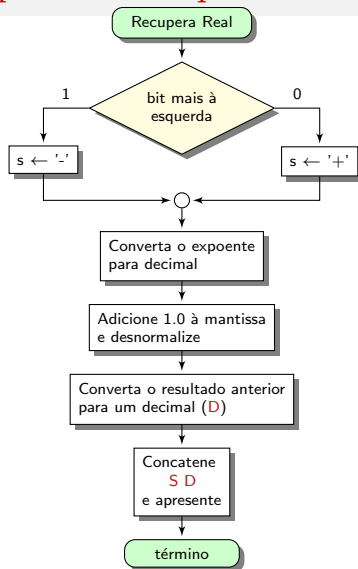 Recupera Real
bit mais à
esquerda
1
0
s ← '-'
s ← '+'
Converta o expoente
para decimal
Adicione 1.0 à mantissa
e desnormalize
Converta o resultado anterior
para um decimal (D)
Concatene
S D
e apresente
término